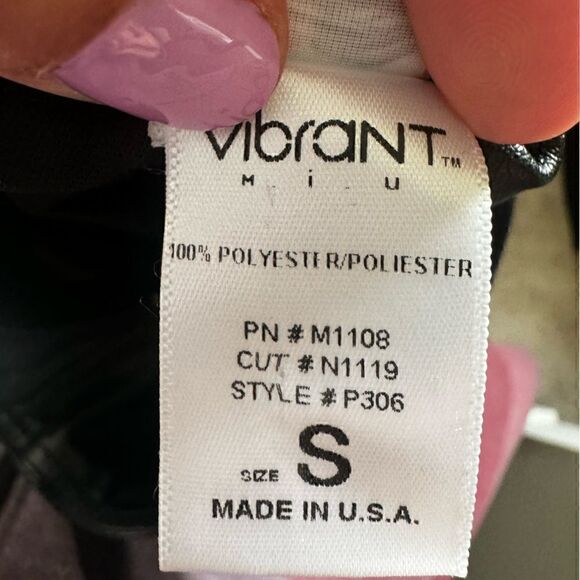 VibraNT™
M i U
100% POLYESTER/POLIESTER
PN # M1108
CUT # N1119
STYLE # P306
SIZE S
MADE IN U.S.A.